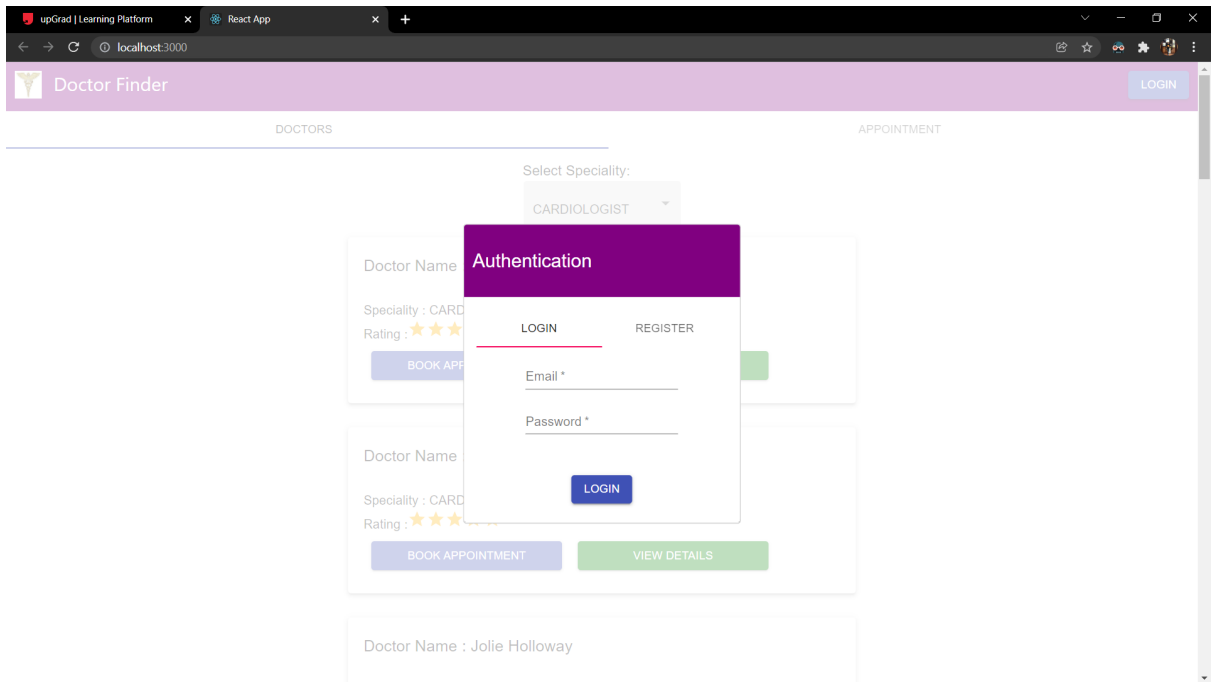 upGrad | Learning Platform
React App
localhost:3000
Doctor Finder
LOGIN
DOCTORS
APPOINTMENT
Select Speciality:
CARDIOLOGIST
Authentication
LOGIN
REGISTER
Email *
Password *
LOGIN
Doctor Name
Speciality : CARD
Rating :
BOOK APP
Doctor Name :
Speciality : CARD
Rating :
BOOK APPOINTMENT
VIEW DETAILS
Doctor Name : Jolie Holloway